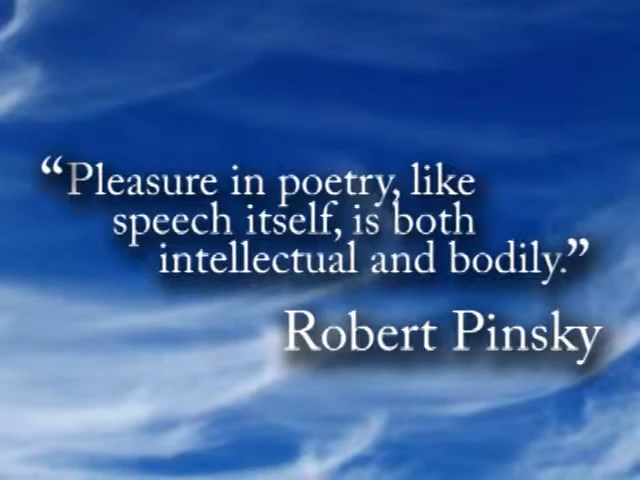 “Pleasure in poetry, like
speech itself, is both
intellectual and bodily.”
Robert Pinsky